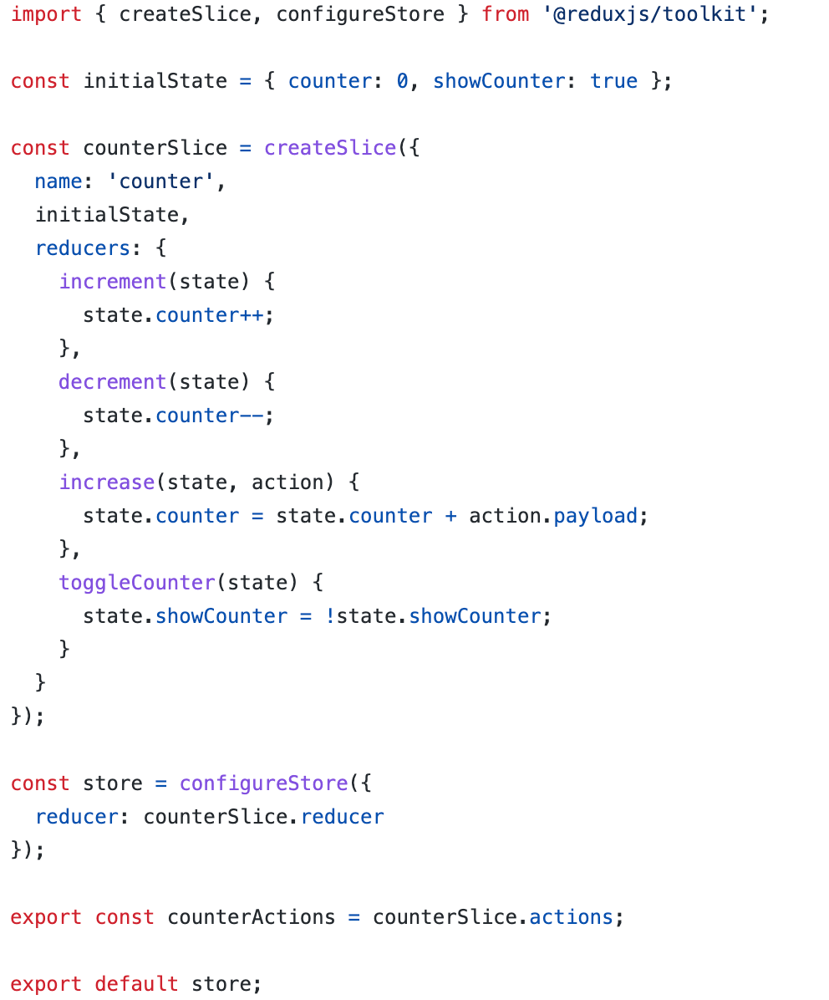 import { createSlice, configureStore } from '@reduxjs/toolkit';

const initialState = { counter: 0, showCounter: true };

const counterSlice = createSlice({
  name: 'counter',
  initialState,
  reducers: {
    increment(state) {
      state.counter++;
    },
    decrement(state) {
      state.counter--;
    },
    increase(state, action) {
      state.counter = state.counter + action.payload;
    },
    toggleCounter(state) {
      state.showCounter = !state.showCounter;
    }
  }
});

const store = configureStore({
  reducer: counterSlice.reducer
});

export const counterActions = counterSlice.actions;

export default store;